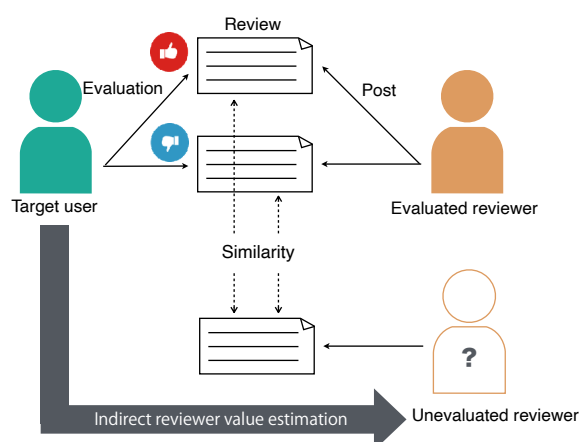 Review
Evaluation
Post
Target user
Evaluated reviewer
Similarity
?
Indirect reviewer value estimation
Unevaluated reviewer